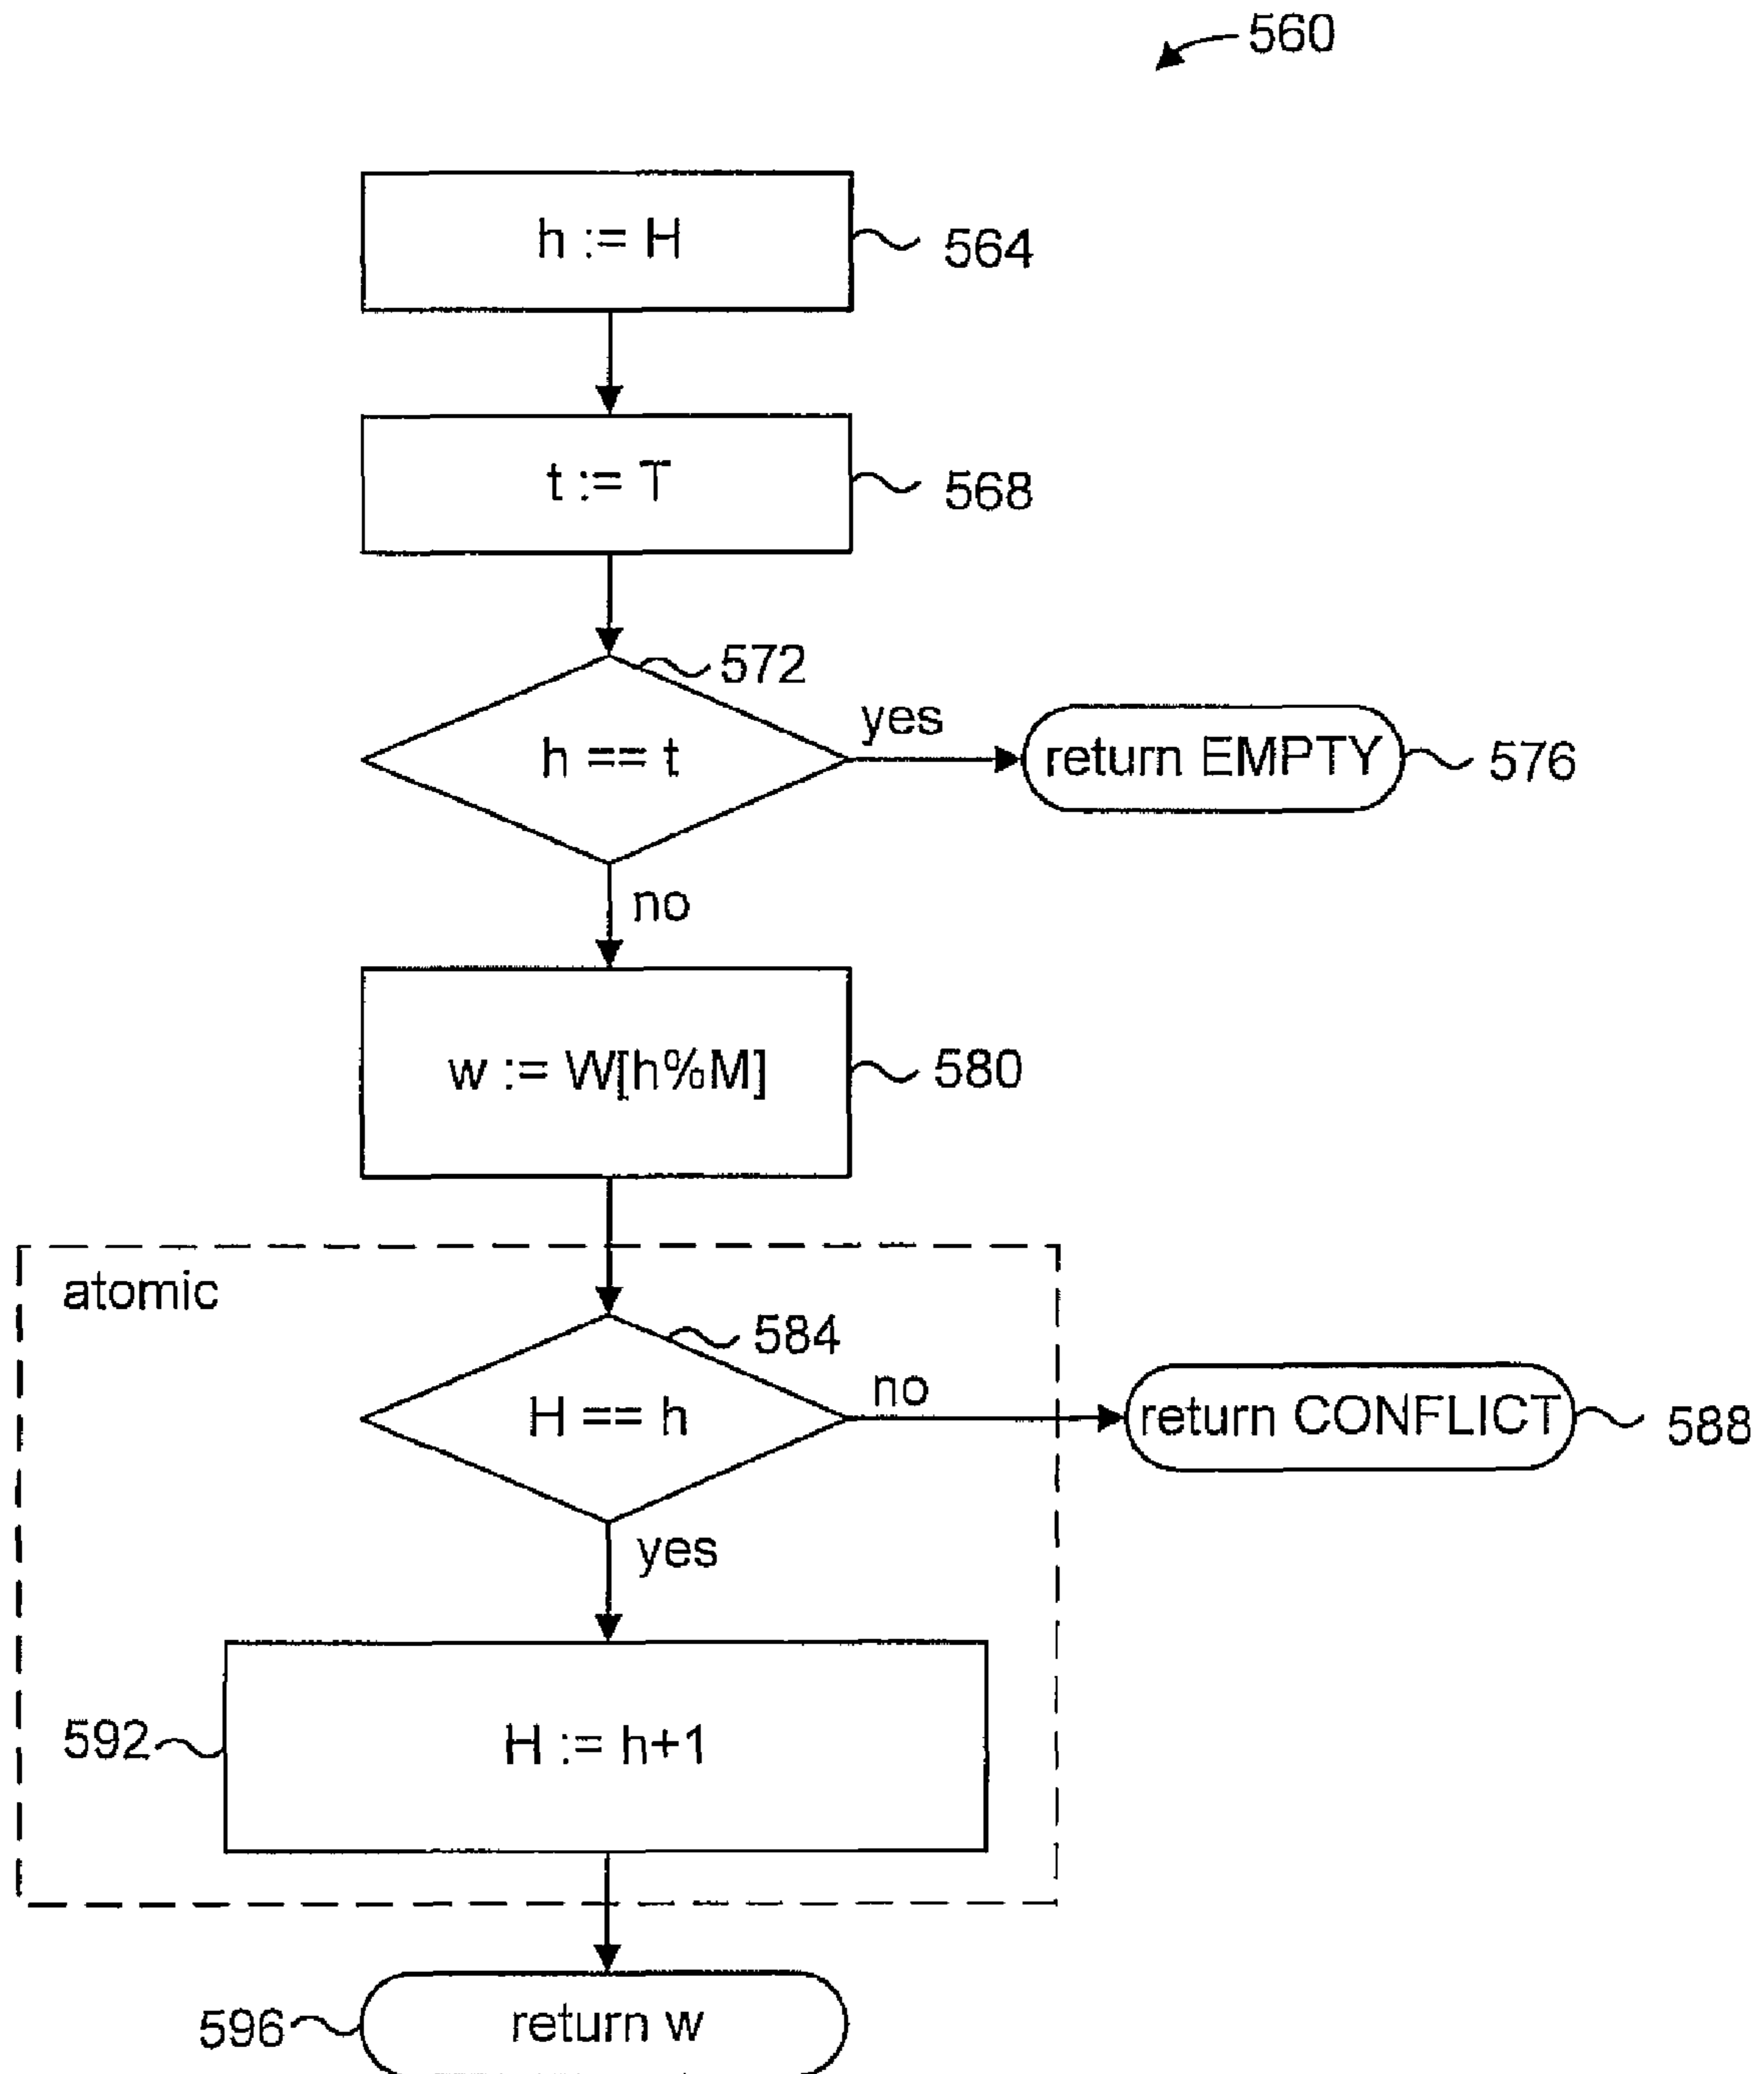 560
h := H
564
t := T
568
572
h == t
yes
return EMPTY
576
no
w := W[h%M]
580
atomic
584
H == h
no
return CONFLICT
588
yes
592
H := h+1
596
return w